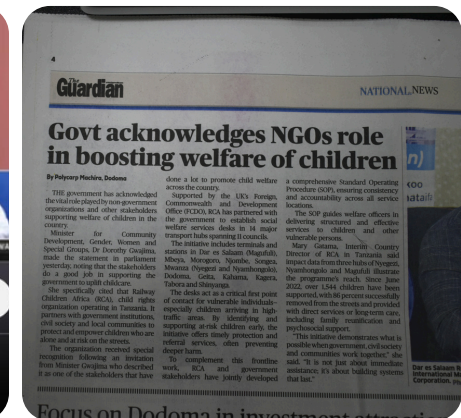 4
The Guardian
NATIONAL NEWS
Govt acknowledges NGOs role
in boosting welfare of children
By Polycarp Machira, Dodoma
THE government has acknowledged
the vital role played by non-government
organizations and other stakeholders
supporting welfare of children in the
country.
Minister for Community
Development, Gender, Women and
Special Groups, Dr Dorothy Gwajima,
made the statement in parliament
yesterday, noting that the stakeholders
do a good job in supporting the
government to uplift childcare.
She specifically cited Railway
Children Africa (RCA), child rights
organization operating in Tanzania. It
partners with government institutions,
civil society and local communities to
protect and empower children who are
alone and at risk on the streets.
The organization received special
recognition following an invitation
from Minister Gwajima who described
it as one of the stakeholders that have
done a lot to promote child welfare
across the country.
Supported by the UK's Foreign,
Commonwealth and Development
Office (FCDO), RCA has partnered with
the government to establish social
welfare services desks in 14 major
transport hubs spanning 11 councils.
The initiative includes terminals and
stations in Dar es Salaam (Magufuli),
Mbeya, Morogoro, Njombe, Songea,
Mwanza (Nyegezi and Nyamhongolo),
Dodoma, Geita, Kahama, Kagera,
Tabora and Shinyanga.
The desks act as a critical first point
of contact for vulnerable individuals–
especially children arriving in high-
traffic areas. By identifying and
supporting at-risk children early, the
initiative offers timely protection and
referral services, often preventing
deeper harm.
To complement this frontline
work, RCA and government
stakeholders have jointly developed
a comprehensive Standard Operating
Procedure (SOP), ensuring consistency
and accountability across all service
locations.
The SOP guides welfare officers in
delivering structured and effective
services to children and other
vulnerable persons.
Mary Gatama, Interim Country
Director of RCA in Tanzania said
impact data from three hubs of Nyegezi,
Nyamhongolo and Magufuli illustrate
the programme's reach. Since June
2022, over 1,544 children have been
supported, with 86 percent successfully
removed from the streets and provided
with direct services or long-term care,
including family reunification and
psychosocial support.
"This initiative demonstrates what is
possible when government, civil society
and communities work together," she
said. "It is not just about immediate
assistance; it's about building systems
that last."
Dar es Salaam
International M
Corporation.
Focus on Dodoma in investment